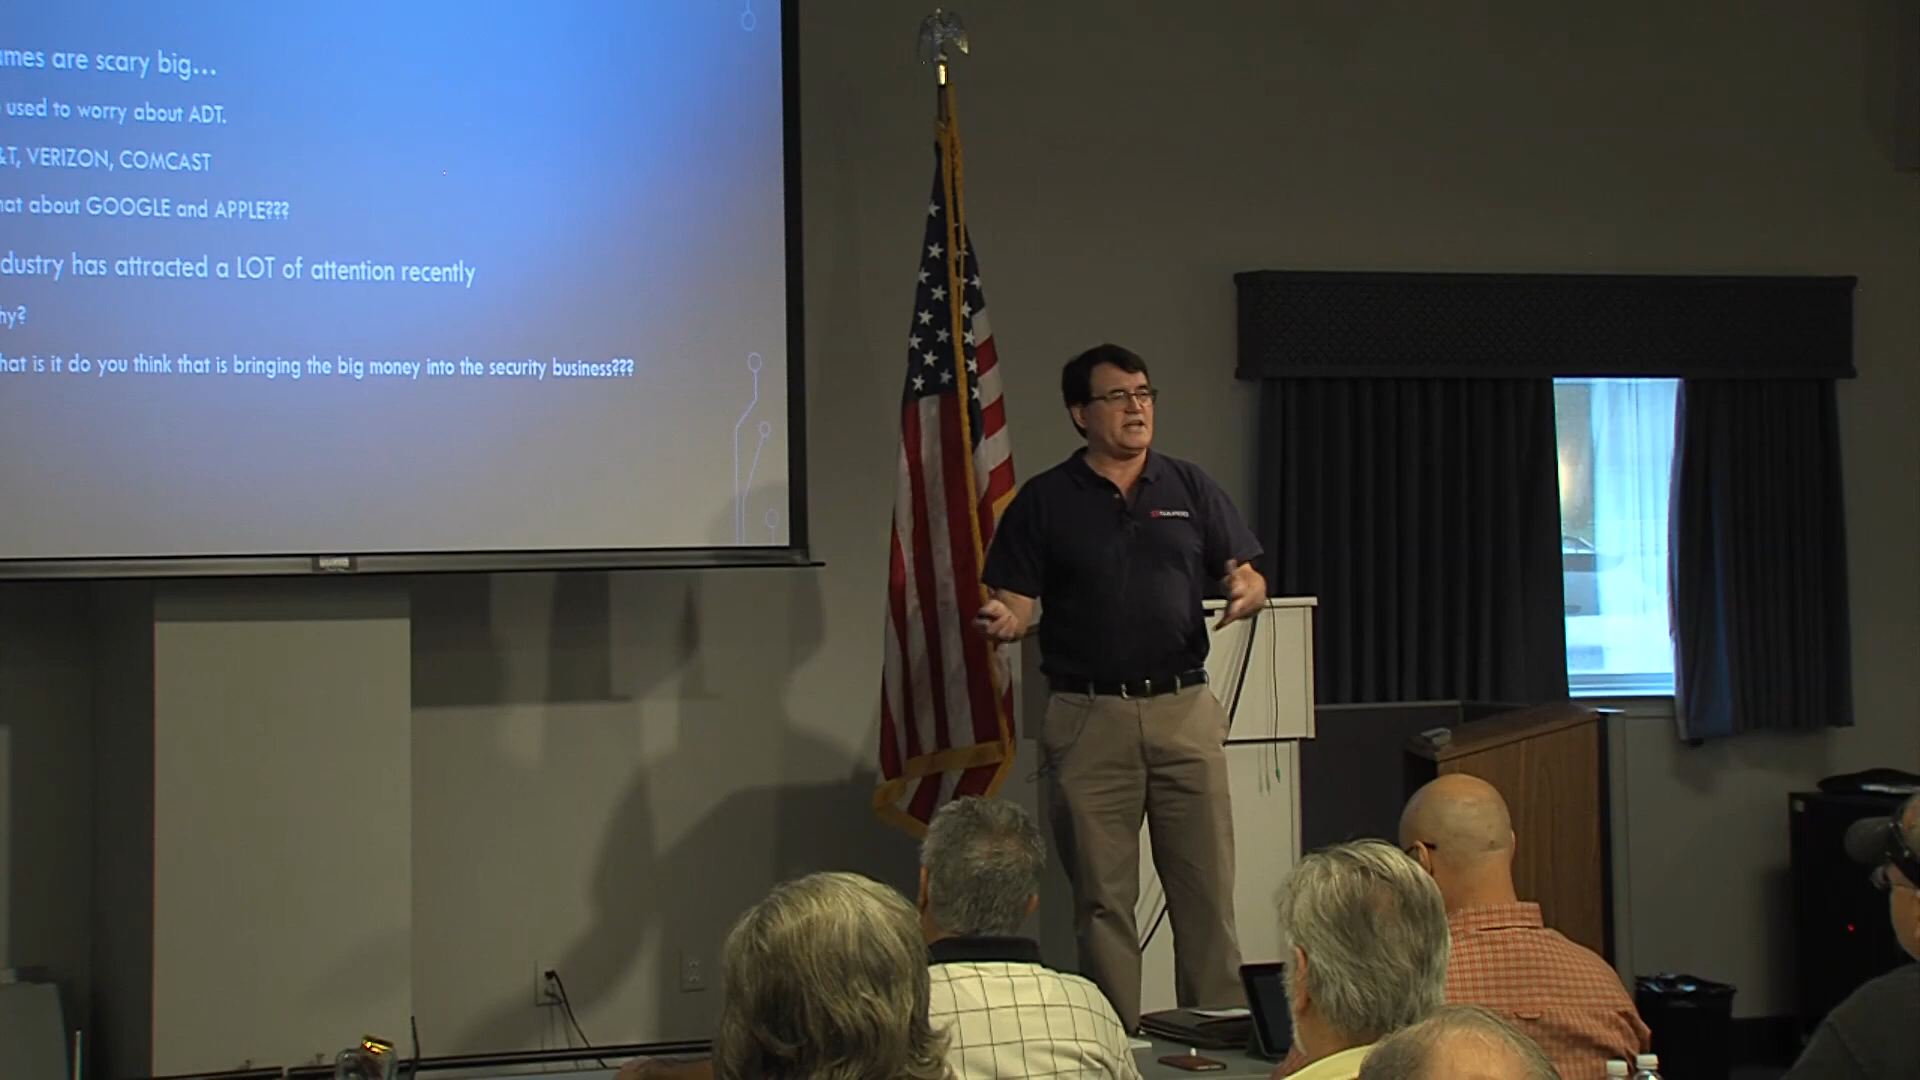 mes are scary big...
used to worry about ADT.
&T, VERIZON, COMCAST
hat about GOOGLE and APPLE???
dustry has attracted a LOT of attention recently
hy?
hat is it do you think that is bringing the big money into the security business???